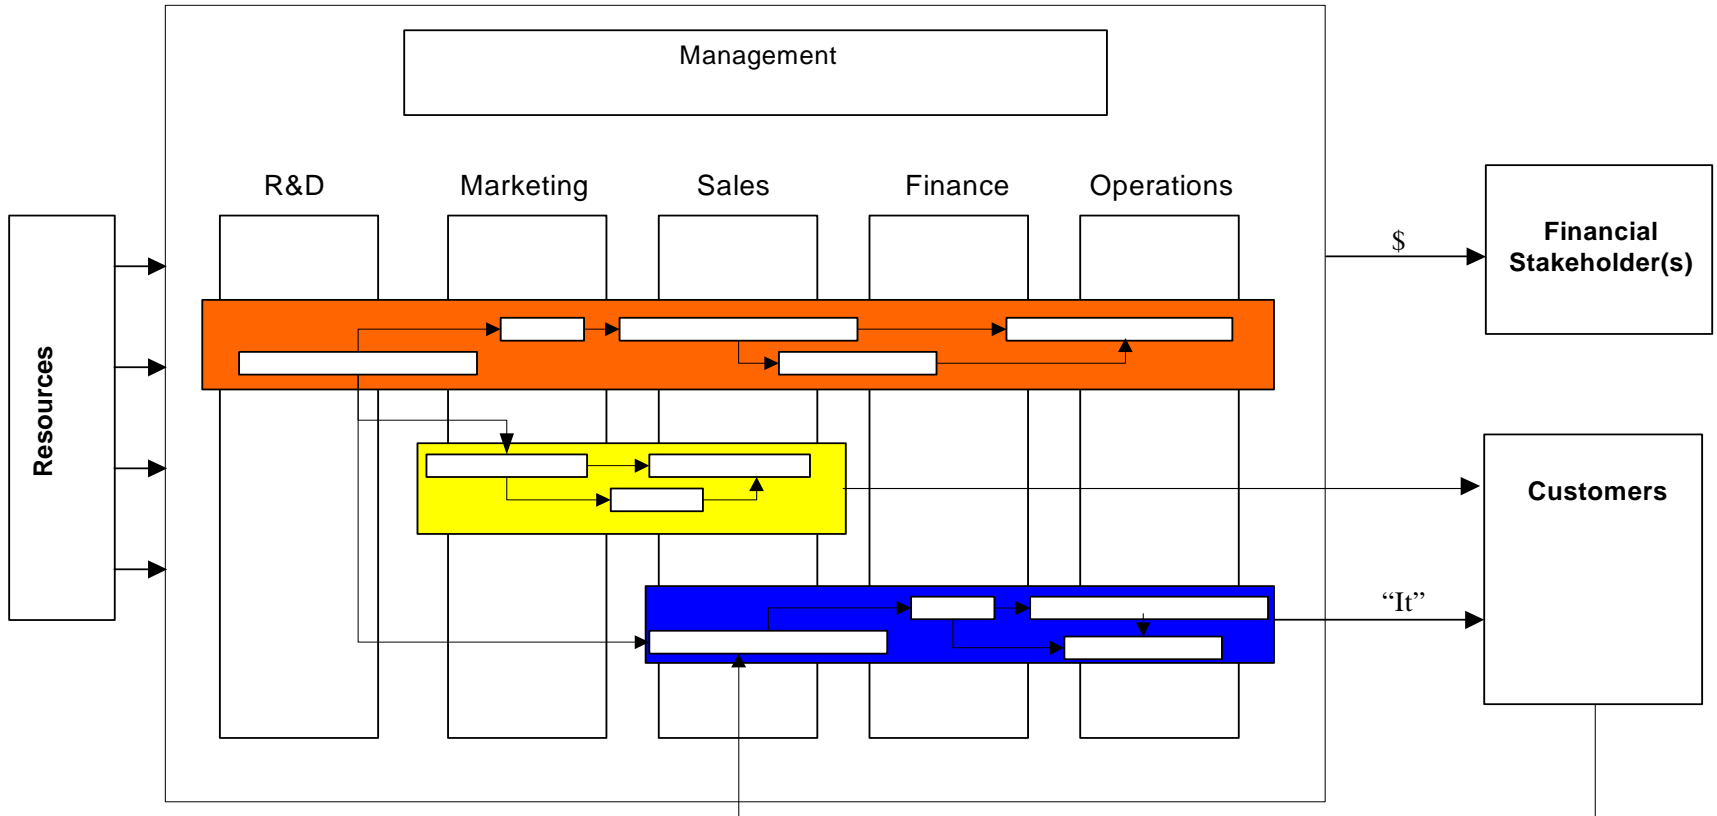 Management
R&D
Marketing
Sales
Finance
Operations
Resources
$
Financial
Stakeholder(s)
Customers
“It”